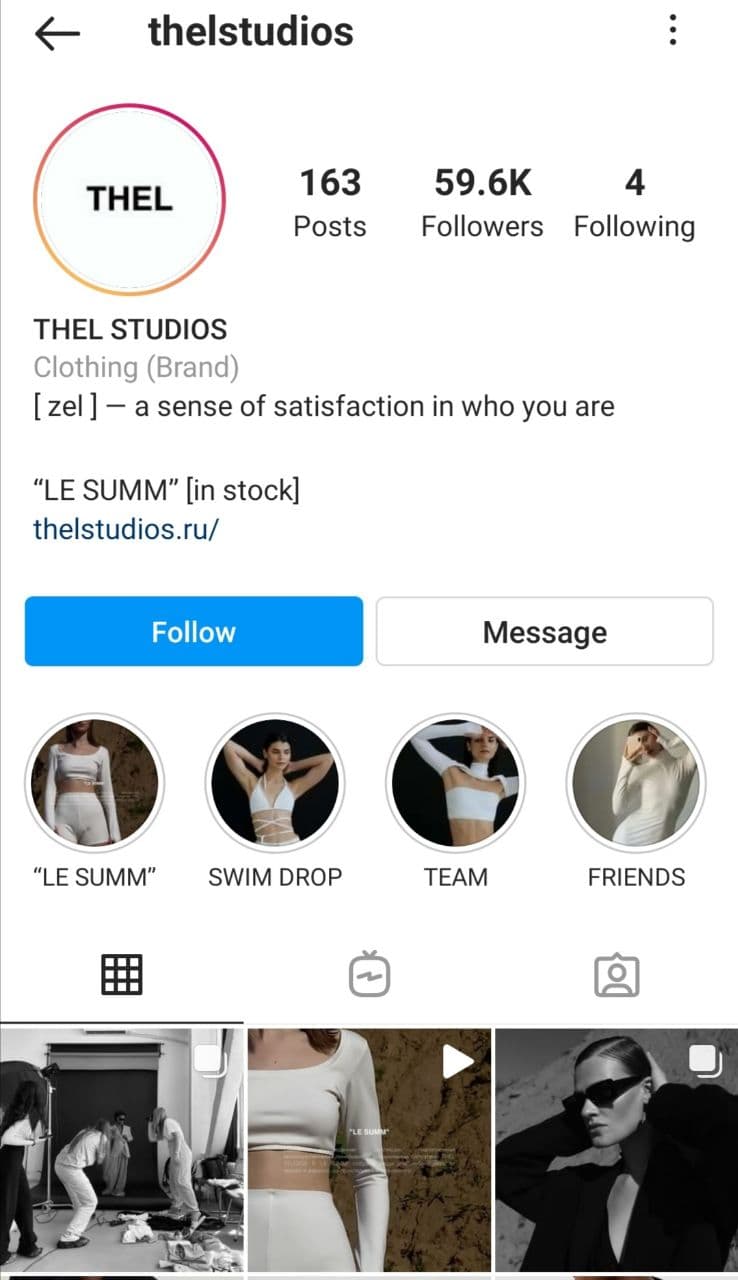 thelstudios
THEL
163 59.6K 4
Posts Followers Following
THEL STUDIOS
Clothing (Brand)
[ zel ] — a sense of satisfaction in who you are
“LE SUMM” [in stock]
thelstudios.ru/
Follow Message
“LE SUMM” SWIM DROP TEAM FRIENDS
"LE SUMM"